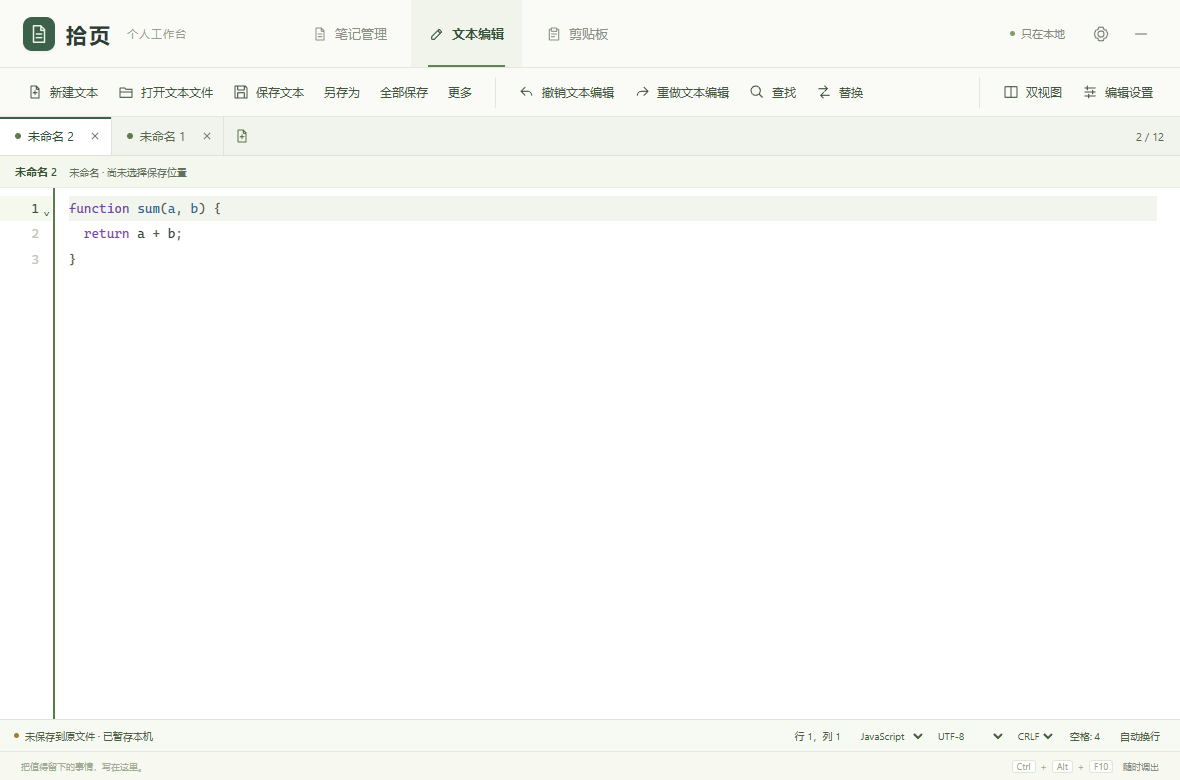 拾页 个人工作台 笔记管理 文本编辑 剪贴板 只在本地
新建文本 打开文本文件 保存文本 另存为 全部保存 更多 撤销文本编辑 重做文本编辑 查找 替换 双视图 编辑设置
未命名 2 × 未命名 1 × 2 / 12
未命名 2 未命名 · 尚未选择保存位置
1 function sum(a, b) {
2   return a + b;
3 }
未保存到原文件 · 已暂存本机 行 1，列 1 JavaScript UTF-8 CRLF 空格: 4 自动换行
把值得留下的事情，写在这里。 Ctrl + Alt + F10 随时调出